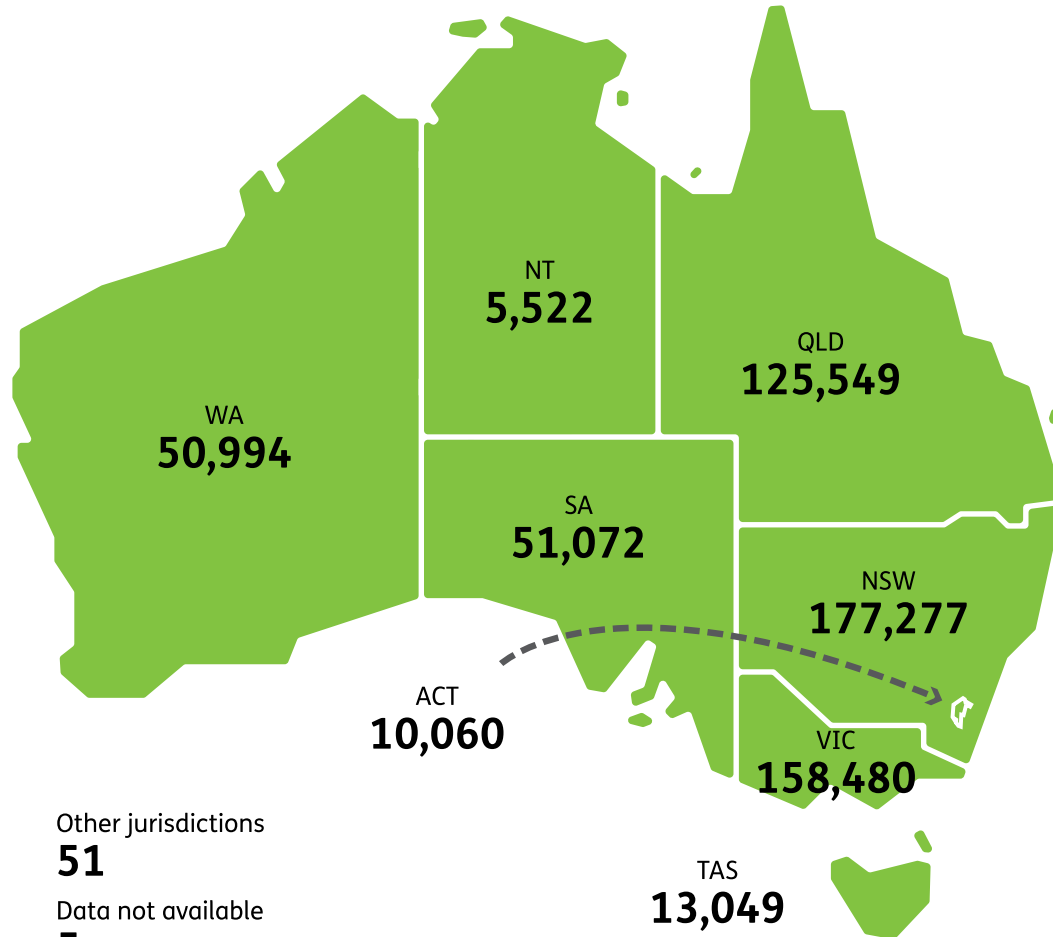 NT
5,522
QLD
125,549
WA
50,994
SA
51,072
NSW
177,277
ACT
10,060
VIC
158,480
Other jurisdictions
51
TAS
13,049
Data not available